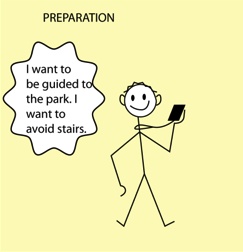 PREPARATION
I want to
be guided to
the park. I
want to
avoid stairs.